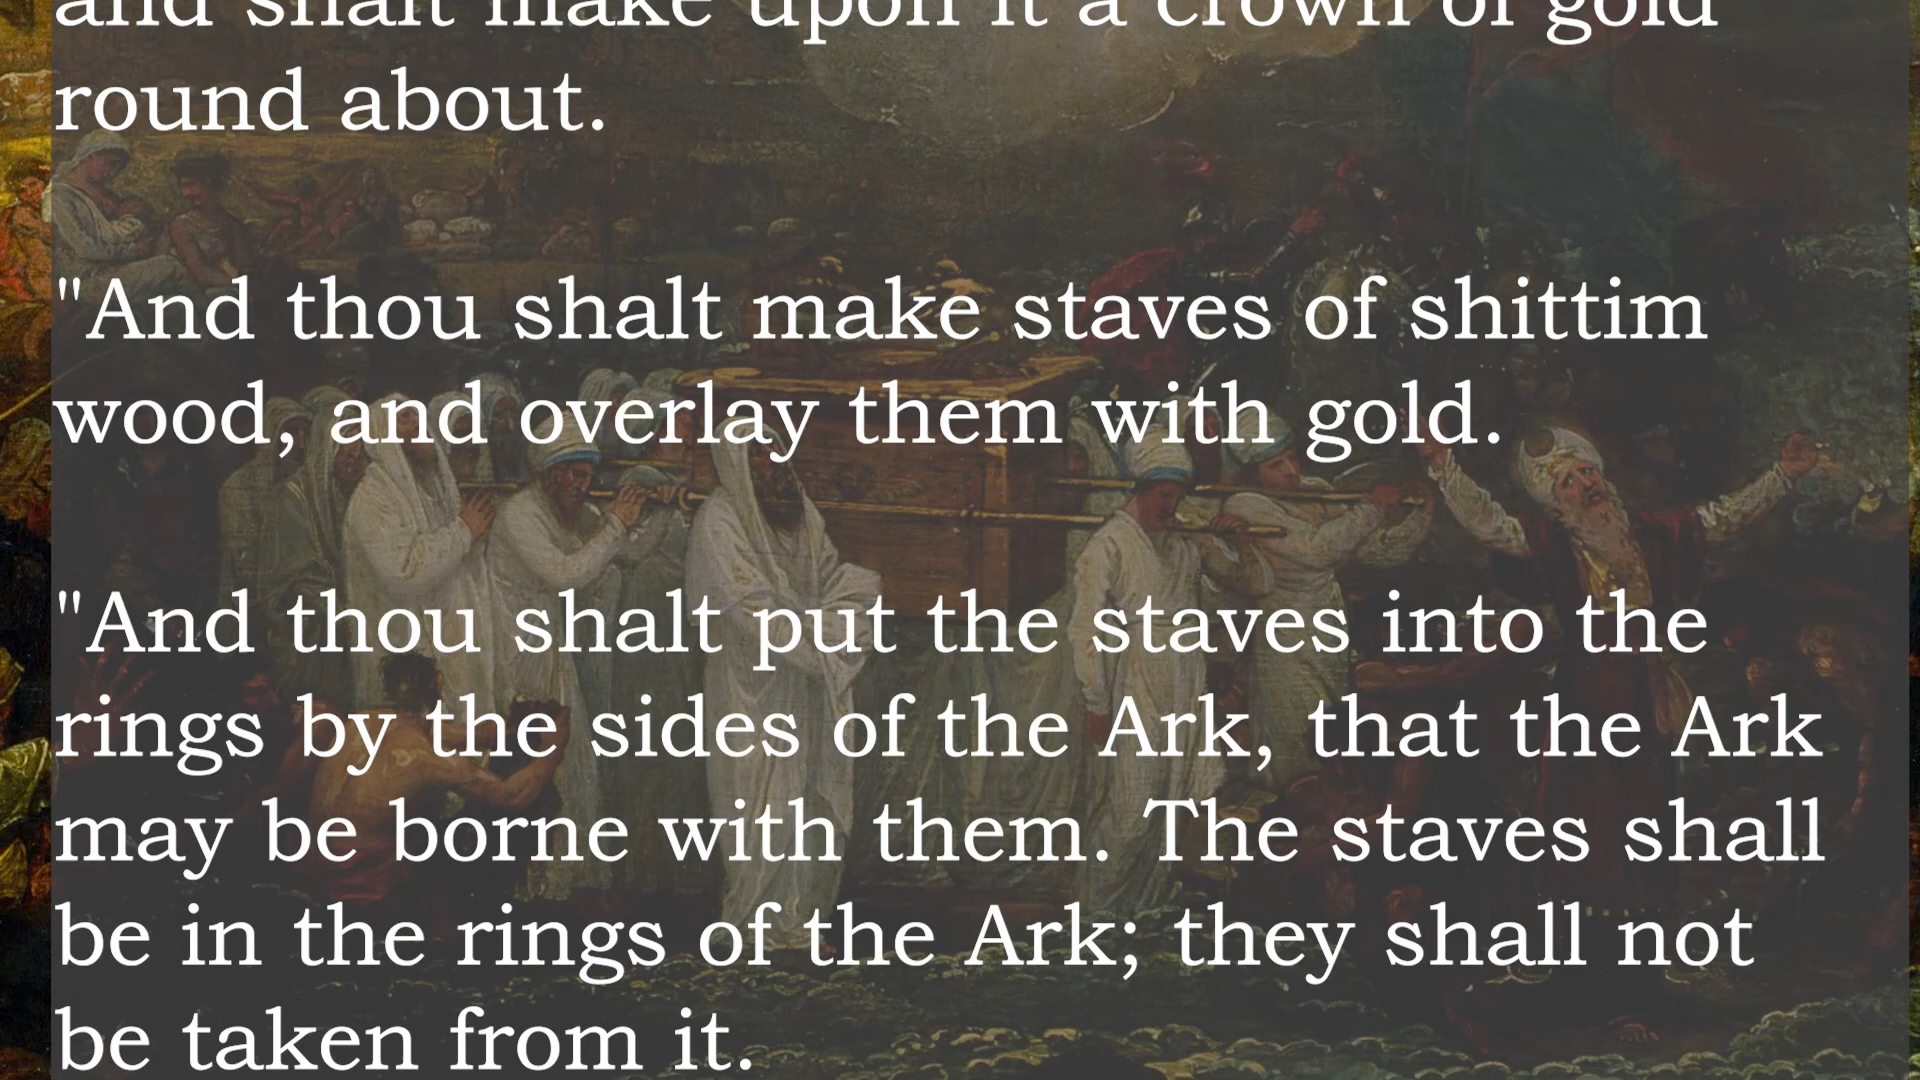 and shalt make upon it a crown of gold
round about.
"And thou shalt make staves of shittim
wood, and overlay them with gold.
"And thou shalt put the staves into the
rings by the sides of the Ark, that the Ark
may be borne with them. The staves shall
be in the rings of the Ark; they shall not
be taken from it.